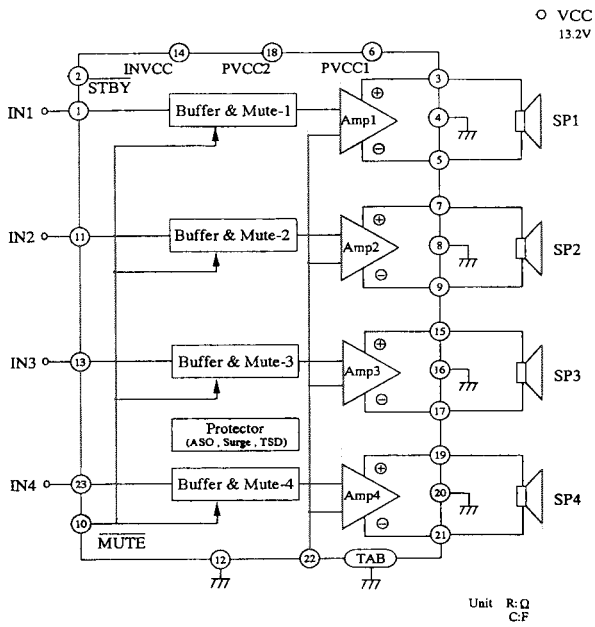 VCC
13.2V
14
18
6
INVCC
PVCC2
PVCC1
2
STBY
3
IN1
1
Buffer & Mute-1
Amp1
+
−
4
5
SP1
7
IN2
11
Buffer & Mute-2
Amp2
+
−
8
9
SP2
15
IN3
13
Buffer & Mute-3
Amp3
+
−
16
17
SP3
Protector
(ASO , Surge , TSD)
19
IN4
23
Buffer & Mute-4
Amp4
+
−
20
21
SP4
10
MUTE
12
22
TAB
Unit R: Ω
C:F